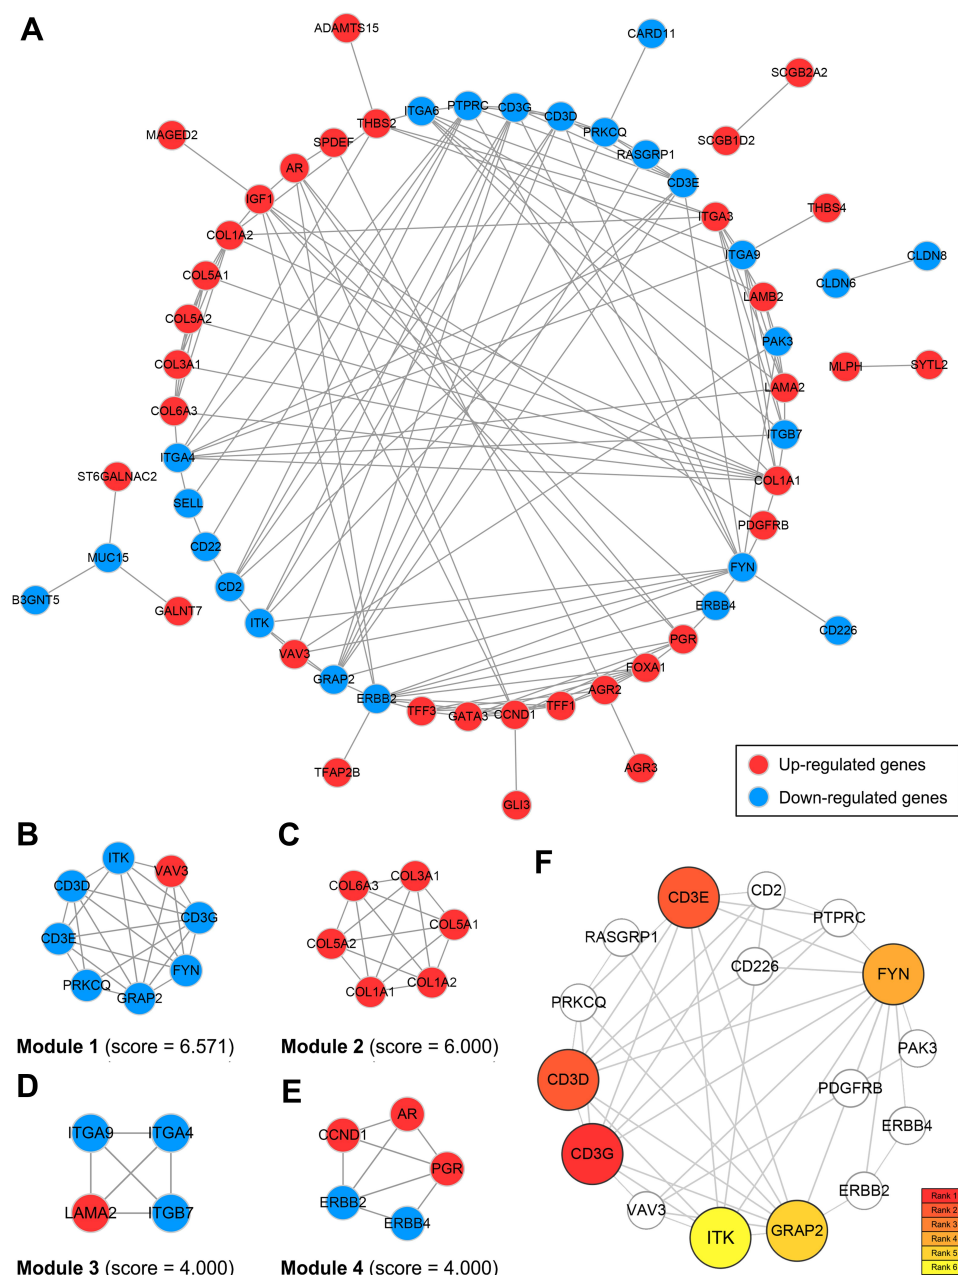 A
ADAMTS15
CARD11
SCGB2A2
SCGB1D2
MAGED2
THBS2
ITGA6
PTPRC
CD3G
CD3D
PRKCQ
RASGRP1
CD3E
SPDEF
AR
IGF1
COL1A2
COL5A1
COL5A2
COL3A1
COL6A3
ITGA4
SELL
CD22
CD2
ITK
VAV3
GRAP2
ERBB2
TFF3
GATA3
CCND1
TFF1
AGR2
FOXA1
PGR
ERBB4
FYN
PDGFRB
COL1A1
ITGB7
LAMA2
PAK3
LAMB2
ITGA9
ITGA3
THBS4
CLDN8
CLDN6
MLPH
SYTL2
CD226
ST6GALNAC2
MUC15
B3GNT5
GALNT7
TFAP2B
GLI3
AGR3
Up-regulated genes
Down-regulated genes
B
ITK
VAV3
CD3D
CD3G
CD3E
FYN
PRKCQ
GRAP2
Module 1 (score = 6.571)
C
COL3A1
COL6A3
COL5A1
COL5A2
COL1A2
COL1A1
Module 2 (score = 6.000)
D
ITGA9
ITGA4
LAMA2
ITGB7
Module 3 (score = 4.000)
E
AR
CCND1
PGR
ERBB2
ERBB4
Module 4 (score = 4.000)
F
CD3E
CD2
PTPRC
RASGRP1
CD226
FYN
PRKCQ
PAK3
CD3D
PDGFRB
ERBB4
CD3G
ERBB2
VAV3
ITK
GRAP2
Rank 1
Rank 2
Rank 3
Rank 4
Rank 5
Rank 6